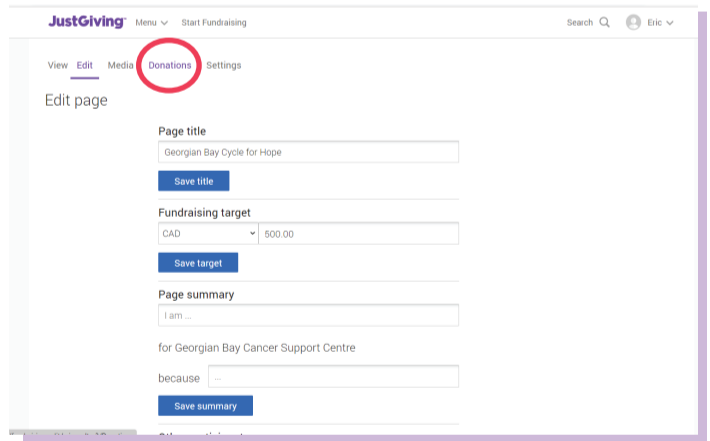 JustGiving™ Menu Start Fundraising Search Eric
View Edit Media Donations Settings
Edit page
Page title
Georgian Bay Cycle for Hope
Save title
Fundraising target
CAD 500.00
Save target
Page summary
I am ...
for Georgian Bay Cancer Support Centre
because ...
Save summary